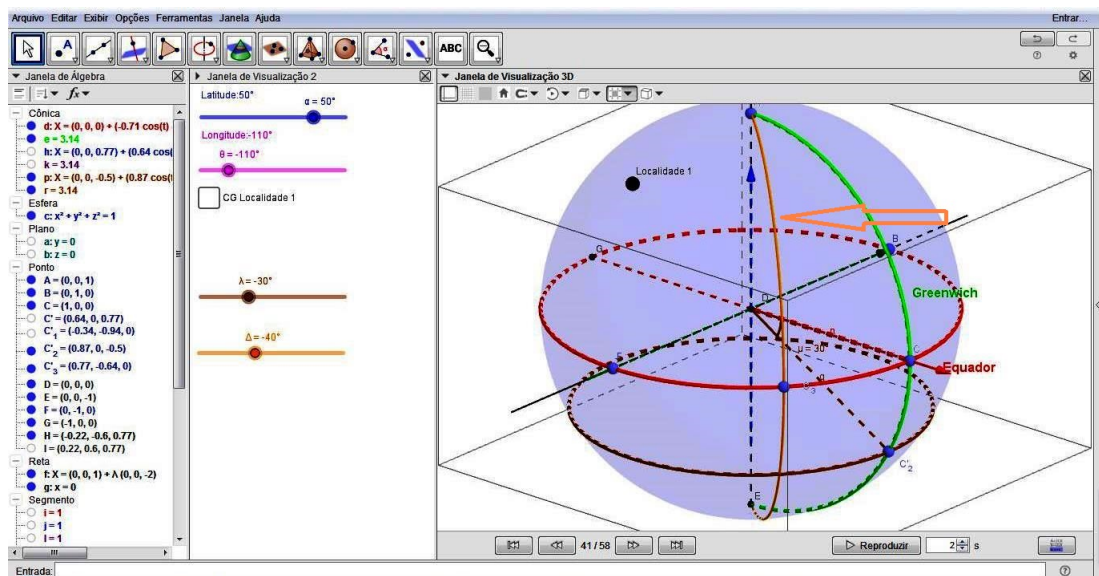 Arquivo Editar Exibir Opções Ferramentas Janela Ajuda
Entrar...
A
ABC
Janela de Álgebra
Cônica
d: X = (0, 0, 0) + (-0.71 cos(t)
e = 3.14
h: X = (0, 0, 0.77) + (0.64 cos(
k = 3.14
p: X = (0, 0, -0.5) + (0.87 cos(t
r = 3.14
Esfera
c: x² + y² + z² = 1
Plano
a: y = 0
b: z = 0
Ponto
A = (0, 0, 1)
B = (0, 1, 0)
C = (1, 0, 0)
C' = (0.64, 0, 0.77)
C'₁ = (-0.34, -0.94, 0)
C'₂ = (0.87, 0, -0.5)
C'₃ = (0.77, -0.64, 0)
D = (0, 0, 0)
E = (0, 0, -1)
F = (0, -1, 0)
G = (-1, 0, 0)
H = (-0.22, -0.6, 0.77)
I = (0.22, 0.6, 0.77)
Reta
f: X = (0, 0, 1) + λ (0, 0, -2)
g: x = 0
Segmento
i = 1
j = 1
l = 1
Janela de Visualização 2
Latitude:50°
α = 50°
Longitude:-110°
θ = -110°
CG Localidade 1
λ = -30°
Δ = -40°
Janela de Visualização 3D
Localidade 1
B
G
Greenwich
D
n
μ = 30°
C
Equador
F
C'₃
q
C'₂
E
41 / 58
Reproduzir
2
s
Entrada: